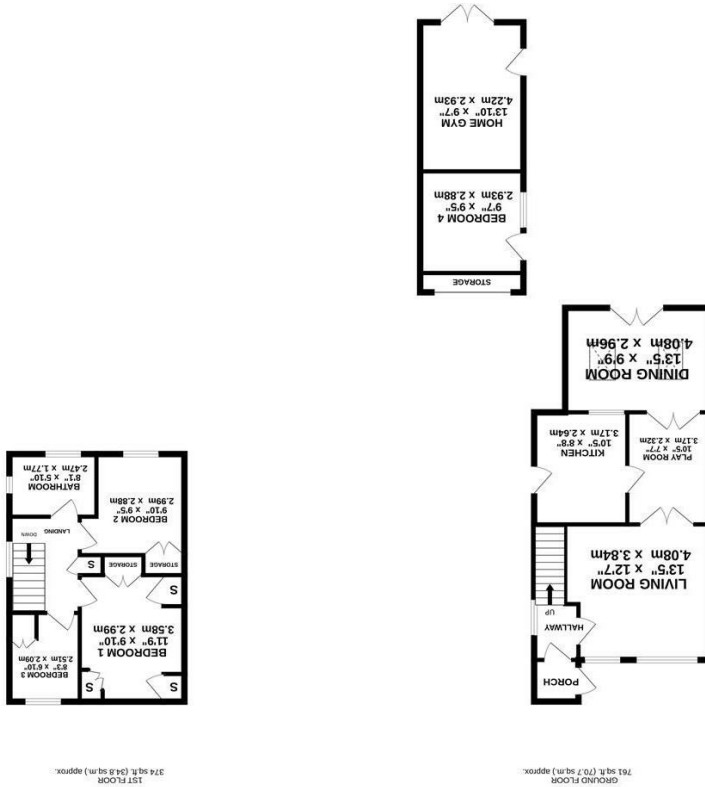 GROUND FLOOR
761 sq.ft. (70.7 sq.m.) approx.
PORCH
HALLWAY
UP
LIVING ROOM
13'5" x 12'7"
4.08m x 3.84m
PLAY ROOM
10'5" x 7'7"
3.17m x 2.32m
KITCHEN
10'5" x 8'8"
3.17m x 2.64m
DINING ROOM
13'5" x 9'9"
4.08m x 2.96m
STORAGE
BEDROOM 4
9'7" x 9'5"
2.93m x 2.88m
HOME GYM
13'10" x 9'7"
4.22m x 2.93m
1ST FLOOR
374 sq.ft. (34.8 sq.m.) approx.
S
S
BEDROOM 3
8'3" x 6'10"
2.51m x 2.09m
BEDROOM 1
11'9" x 9'10"
3.58m x 2.99m
S
S
STORAGE
STORAGE
DOWN
LANDING
BEDROOM 2
9'10" x 9'5"
2.99m x 2.88m
BATHROOM
8'1" x 5'10"
2.47m x 1.77m